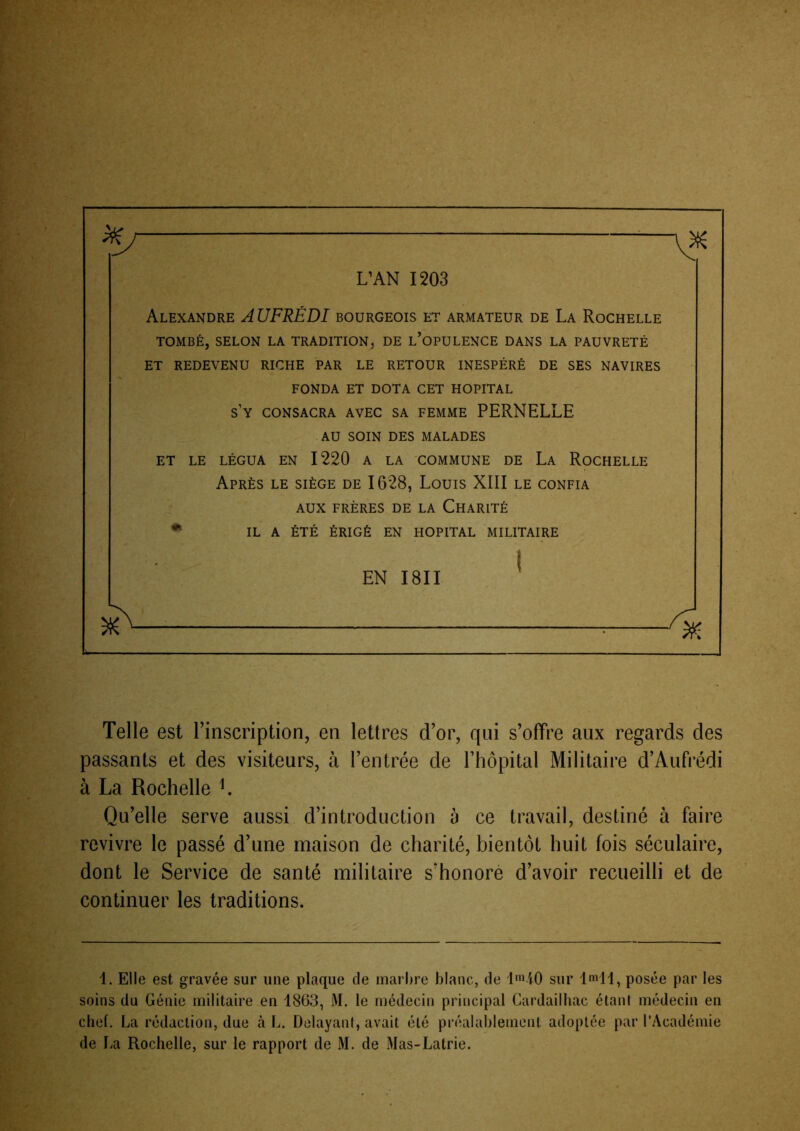 L'AN 1203
ALEXANDRE AUFRÉDI BOURGEOIS ET ARMATEUR DE LA ROCHELLE
TOMBÉ, SELON LA TRADITION, DE L'OPULENCE DANS LA PAUVRETÉ
ET REDEVENU RICHE PAR LE RETOUR INESPÉRÉ DE SES NAVIRES
FONDA ET DOTA CET HOPITAL
S'Y CONSACRA AVEC SA FEMME PERNELLE
AU SOIN DES MALADES
ET LE LÉGUA EN 1220 A LA COMMUNE DE LA ROCHELLE
APRÈS LE SIÈGE DE 1628, LOUIS XIII LE CONFIA
AUX FRÈRES DE LA CHARITÉ
IL A ÉTÉ ÉRIGÉ EN HOPITAL MILITAIRE
EN 1811
Telle est l'inscription, en lettres d'or, qui s'offre aux regards des
passants et des visiteurs, à l'entrée de l'hôpital Militaire d'Aufrédi
à La Rochelle 1.
Qu'elle serve aussi d'introduction à ce travail, destiné à faire
revivre le passé d'une maison de charité, bientôt huit fois séculaire,
dont le Service de santé militaire s'honore d'avoir recueilli et de
continuer les traditions.
1. Elle est gravée sur une plaque de marbre blanc, de 1m40 sur 1m11, posée par les
soins du Génie militaire en 1863, M. le médecin principal Cardailhac étant médecin en
chef. La rédaction, due à L. Delayant, avait été préalablement adoptée par l'Académie
de La Rochelle, sur le rapport de M. de Mas-Latrie.